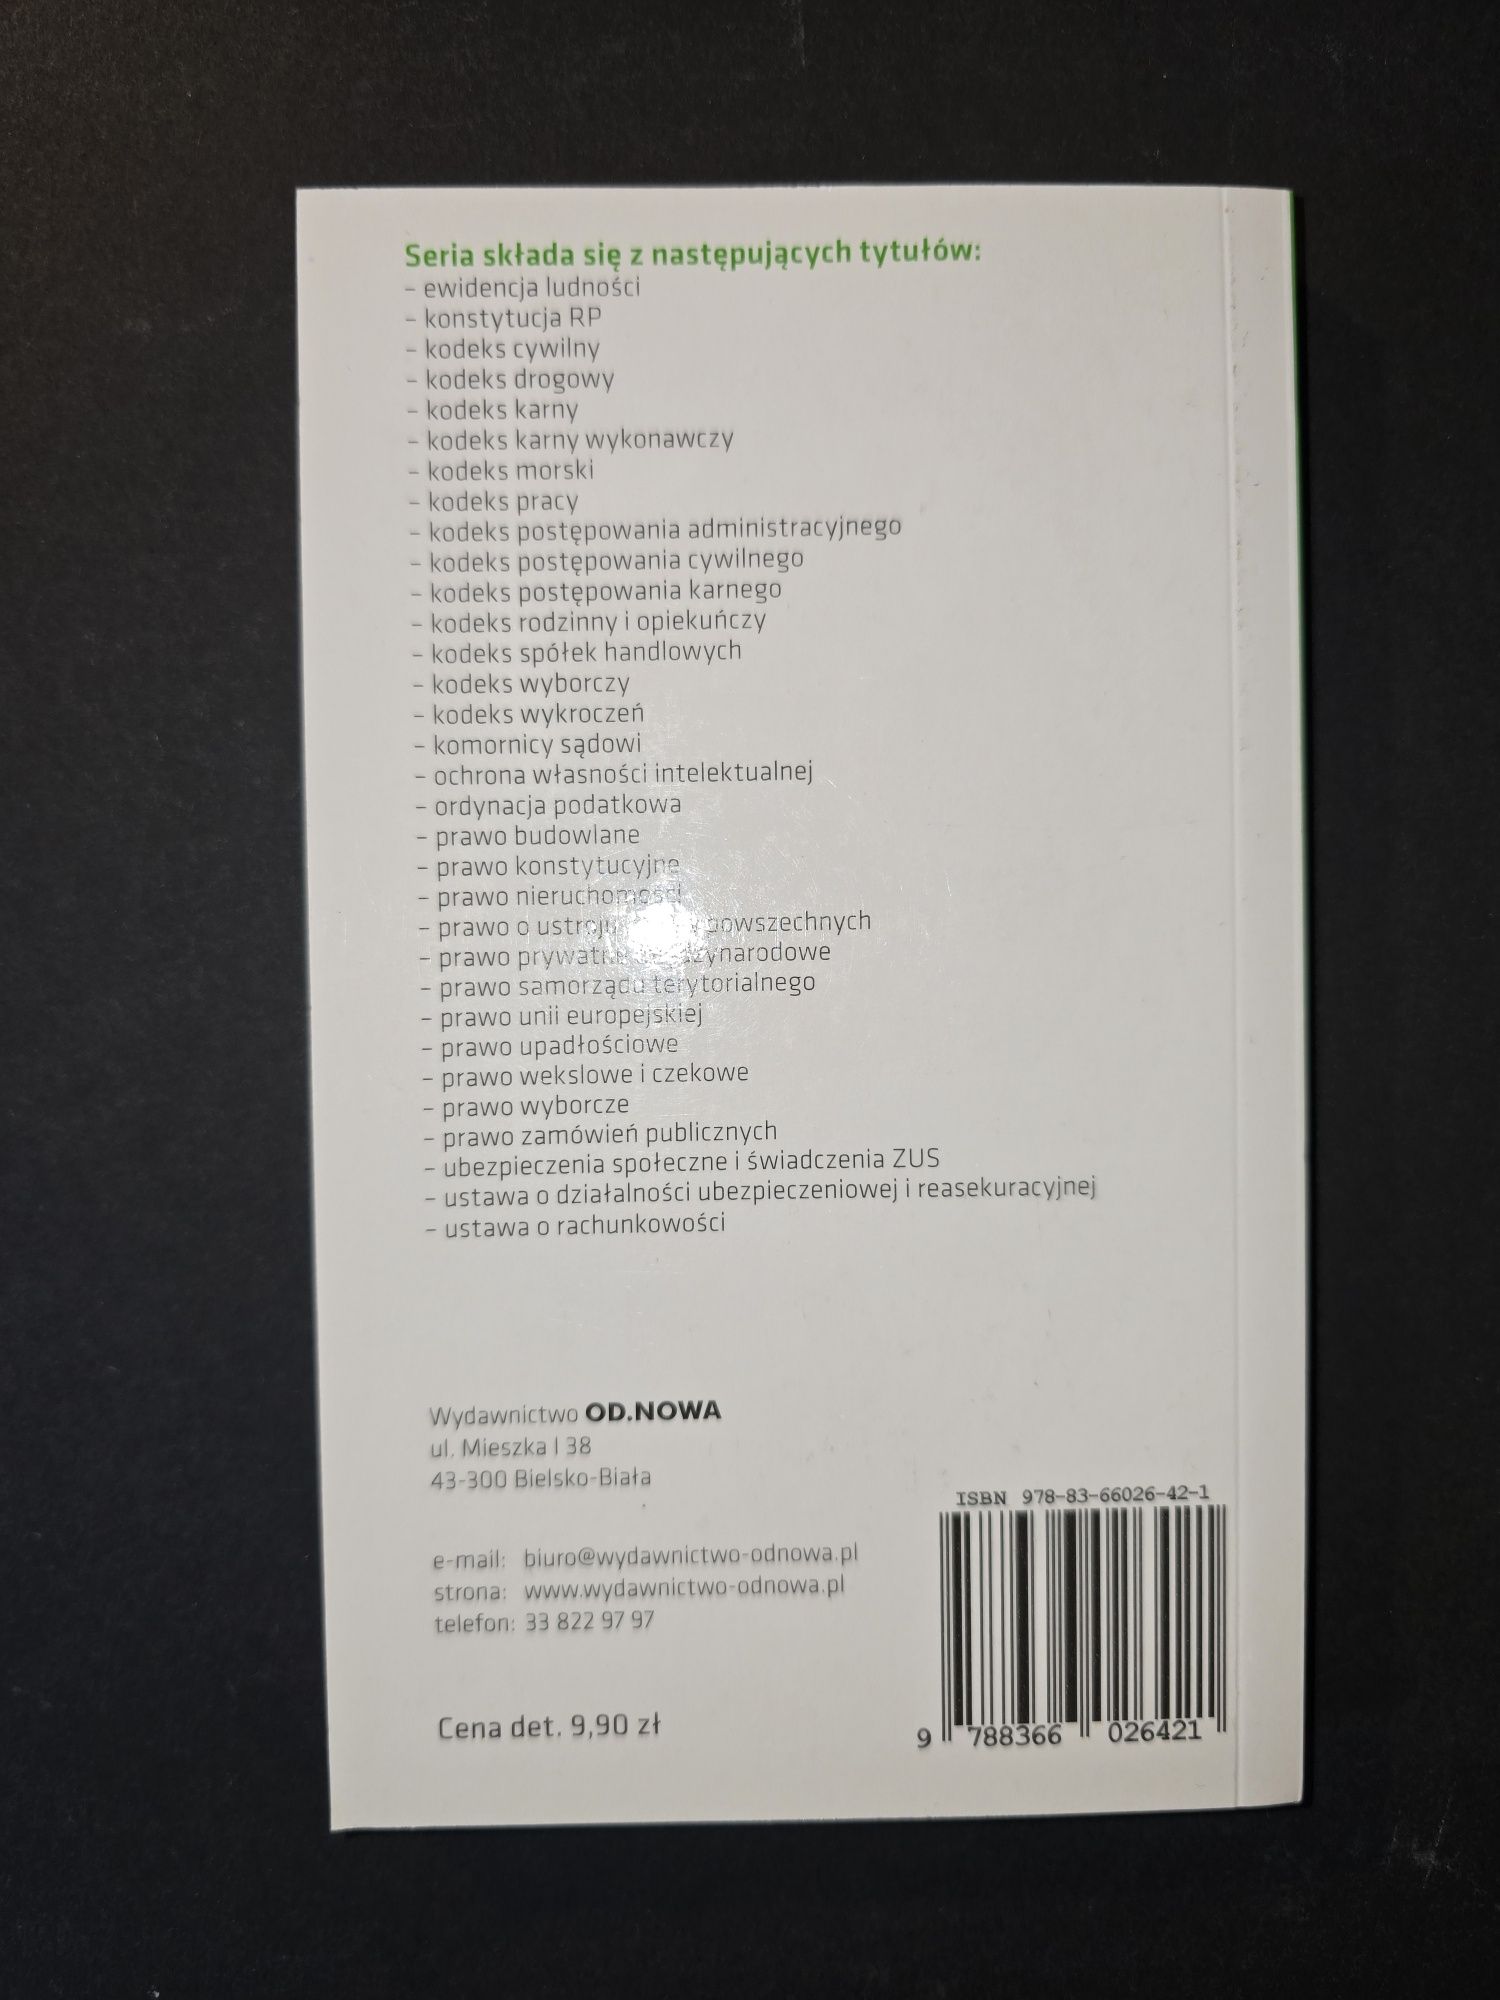 Seria składa się z następujących tytułów:
– ewidencja ludności
– konstytucja RP
– kodeks cywilny
– kodeks drogowy
– kodeks karny
– kodeks karny wykonawczy
– kodeks morski
– kodeks pracy
– kodeks postępowania administracyjnego
– kodeks postępowania cywilnego
– kodeks postępowania karnego
– kodeks rodzinny i opiekuńczy
– kodeks spółek handlowych
– kodeks wyborczy
– kodeks wykroczeń
– komornicy sądowi
– ochrona własności intelektualnej
– ordynacja podatkowa
– prawo budowlane
– prawo konstytucyjne
– prawo nieruchomości
– prawo o ustroju powszechnych
– prawo prywatne międzynarodowe
– prawo samorządu terytorialnego
– prawo unii europejskiej
– prawo upadłościowe
– prawo wekslowe i czekowe
– prawo wyborcze
– prawo zamówień publicznych
– ubezpieczenia społeczne i świadczenia ZUS
– ustawa o działalności ubezpieczeniowej i reasekuracyjnej
– ustawa o rachunkowości
Wydawnictwo OD.NOWA
ul. Mieszka I 38
43-300 Bielsko-Biała
e-mail: biuro@wydawnictwo-odnowa.pl
strona: www.wydawnictwo-odnowa.pl
telefon: 33 822 97 97
Cena det. 9,90 zł
ISBN 978-83-66026-42-1
9 788366 026421